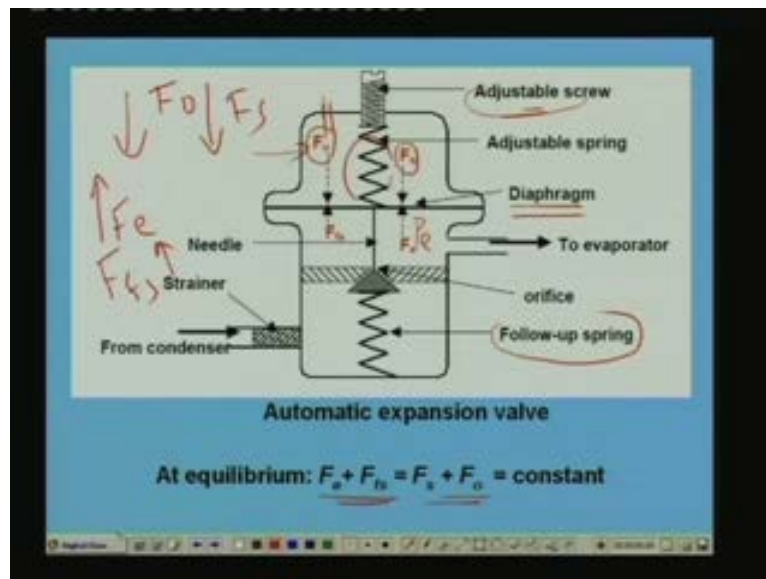 Fo Fs
Adjustable screw
Adjustable spring
Diaphragm
Fe
Pe
Needle
To evaporator
Ffs
Strainer
orifice
From condenser
Follow-up spring
Automatic expansion valve
At equilibrium: Fe+ Ffs = Fs + Fo = constant